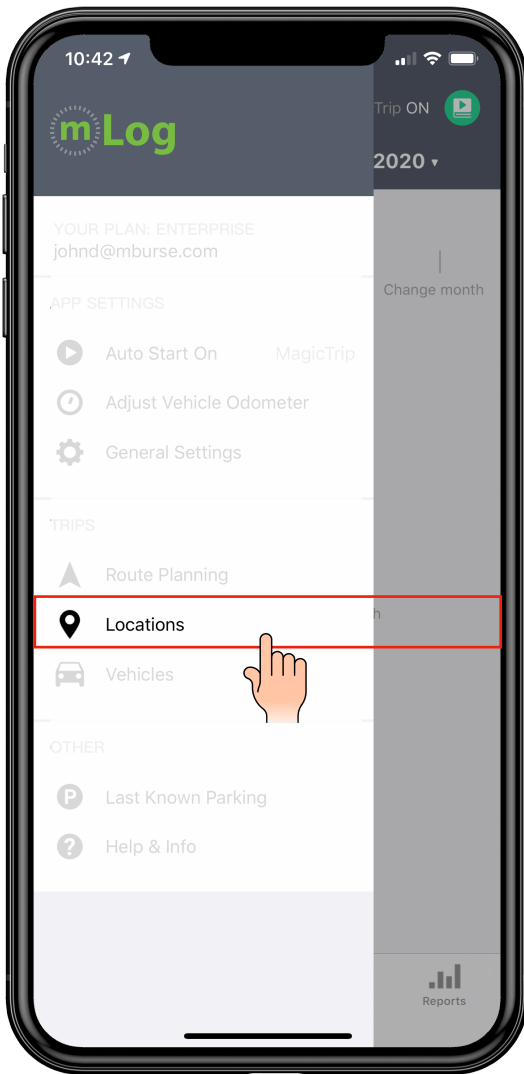 10:42
Trip ON
mLog
2020
YOUR PLAN: ENTERPRISE
johnd@mburse.com
Change month
APP SETTINGS
Auto Start On MagicTrip
Adjust Vehicle Odometer
General Settings
TRIPS
Route Planning
Locations
h
Vehicles
OTHER
P Last Known Parking
? Help & Info
Reports